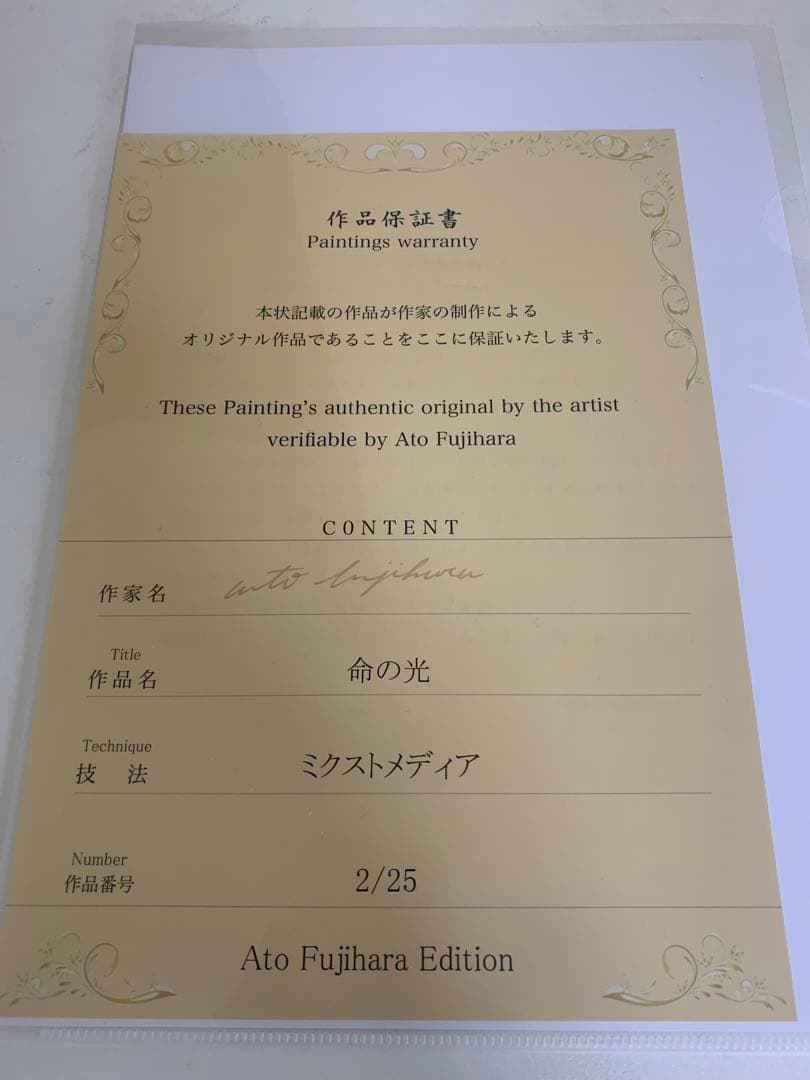 作品保証書
Paintings warranty
本状記載の作品が作家の制作による
オリジナル作品であることをここに保証いたします。
These Painting's authentic original by the artist
verifiable by Ato Fujihara
CONTENT
作家名 ato fujihara
Title
作品名 命の光
Technique
技 法 ミクストメディア
Number
作品番号 2/25
Ato Fujihara Edition